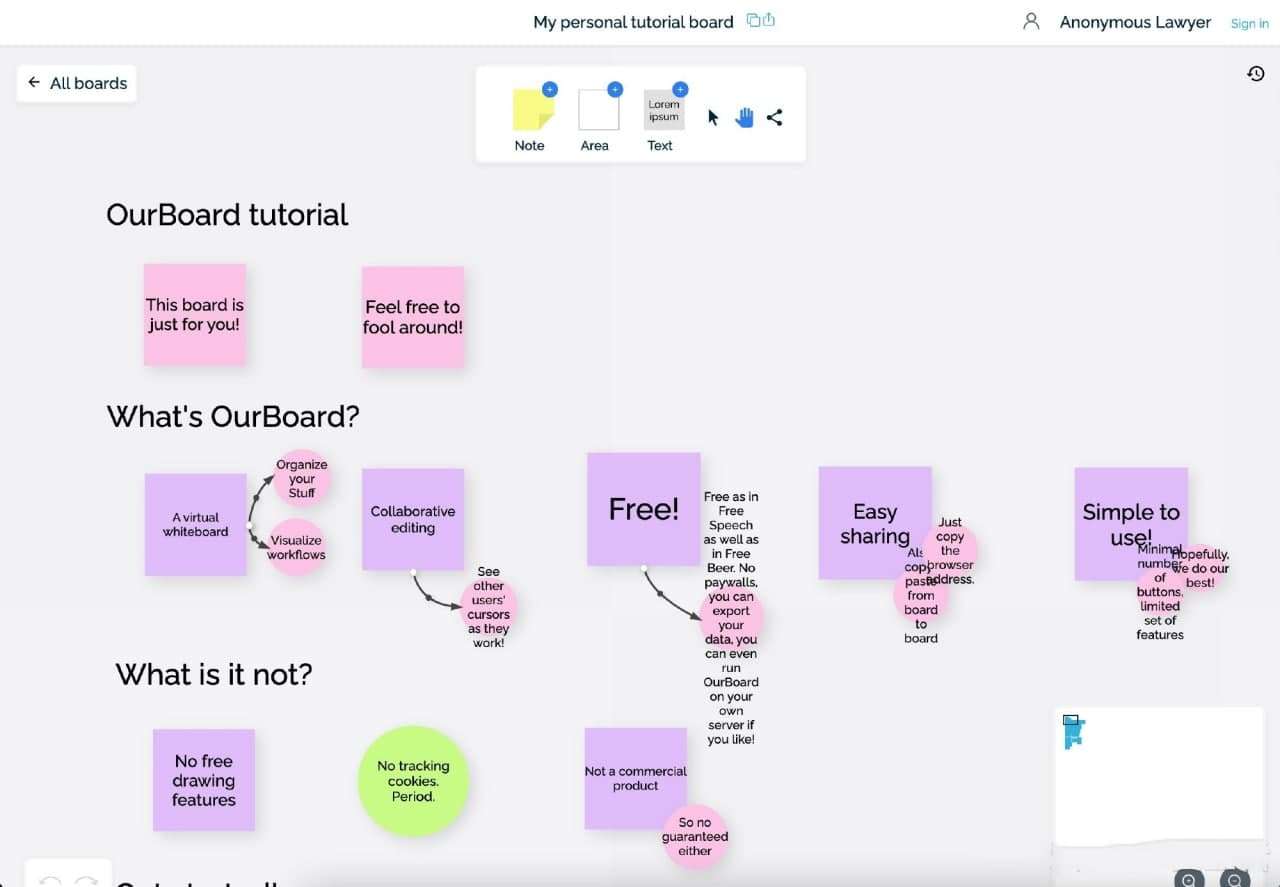 My personal tutorial board
Anonymous Lawyer
Sign in
All boards
Lorem
ipsum
Note
Area
Text
OurBoard tutorial
This board is
just for you!
Feel free to
fool around!
What's OurBoard?
A virtual
whiteboard
Organize
your
Stuff
Visualize
workflows
Collaborative
editing
See
other
users'
cursors
as they
work!
Free!
Free as in
Free
Speech
as well as
in Free
Beer. No
paywalls,
you can
export
your
data, you
can even
run
OurBoard
on your
own
server if
you like!
Easy
sharing
Just
copy
the
browser
address.
copy
paste
from
board
to
board
Simple to
use!
Minimal
number
of
buttons,
limited
set of
features
Hopefully,
we do our
best!
What is it not?
No free
drawing
features
No tracking
cookies.
Period.
Not a commercial
product
So no
guaranteed
either